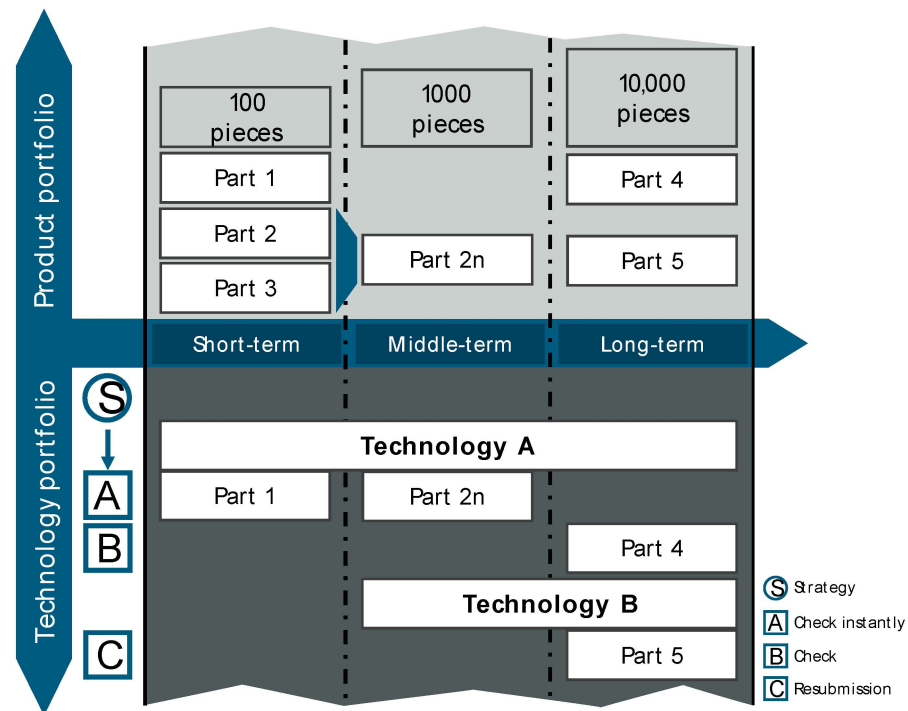 Product portfolio
100
pieces
1000
pieces
10,000
pieces
Part 1
Part 4
Part 2
Part 2n
Part 5
Part 3
Short-term
Middle-term
Long-term
Technology portfolio
S
Technology A
A
Part 1
Part 2n
B
Part 4
Technology B
C
Part 5
S Strategy
A Check instantly
B Check
C Resubmission